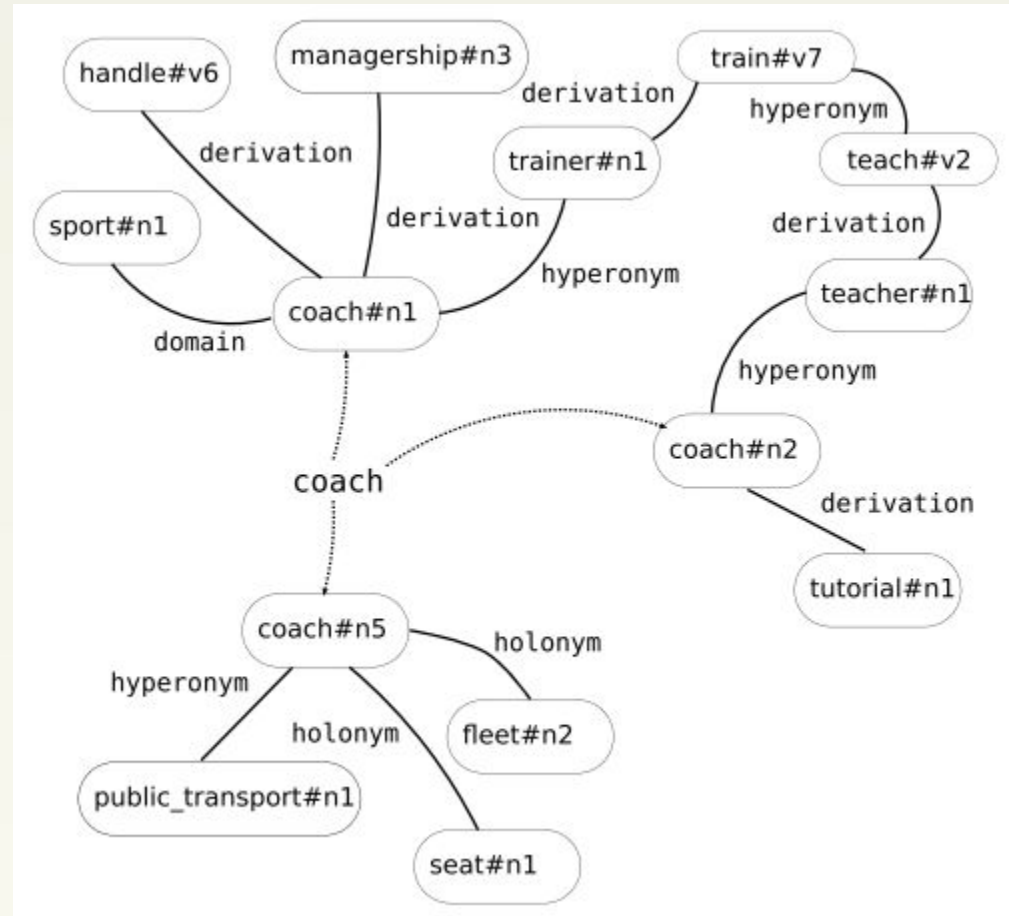 managership#n3
train#v7
handle#v6
derivation
hyperonym
derivation
trainer#n1
teach#v2
derivation
derivation
sport#n1
hyperonym
teacher#n1
coach#n1
domain
hyperonym
coach#n2
coach
derivation
tutorial#n1
coach#n5
holonym
hyperonym
holonym
fleet#n2
public_transport#n1
seat#n1